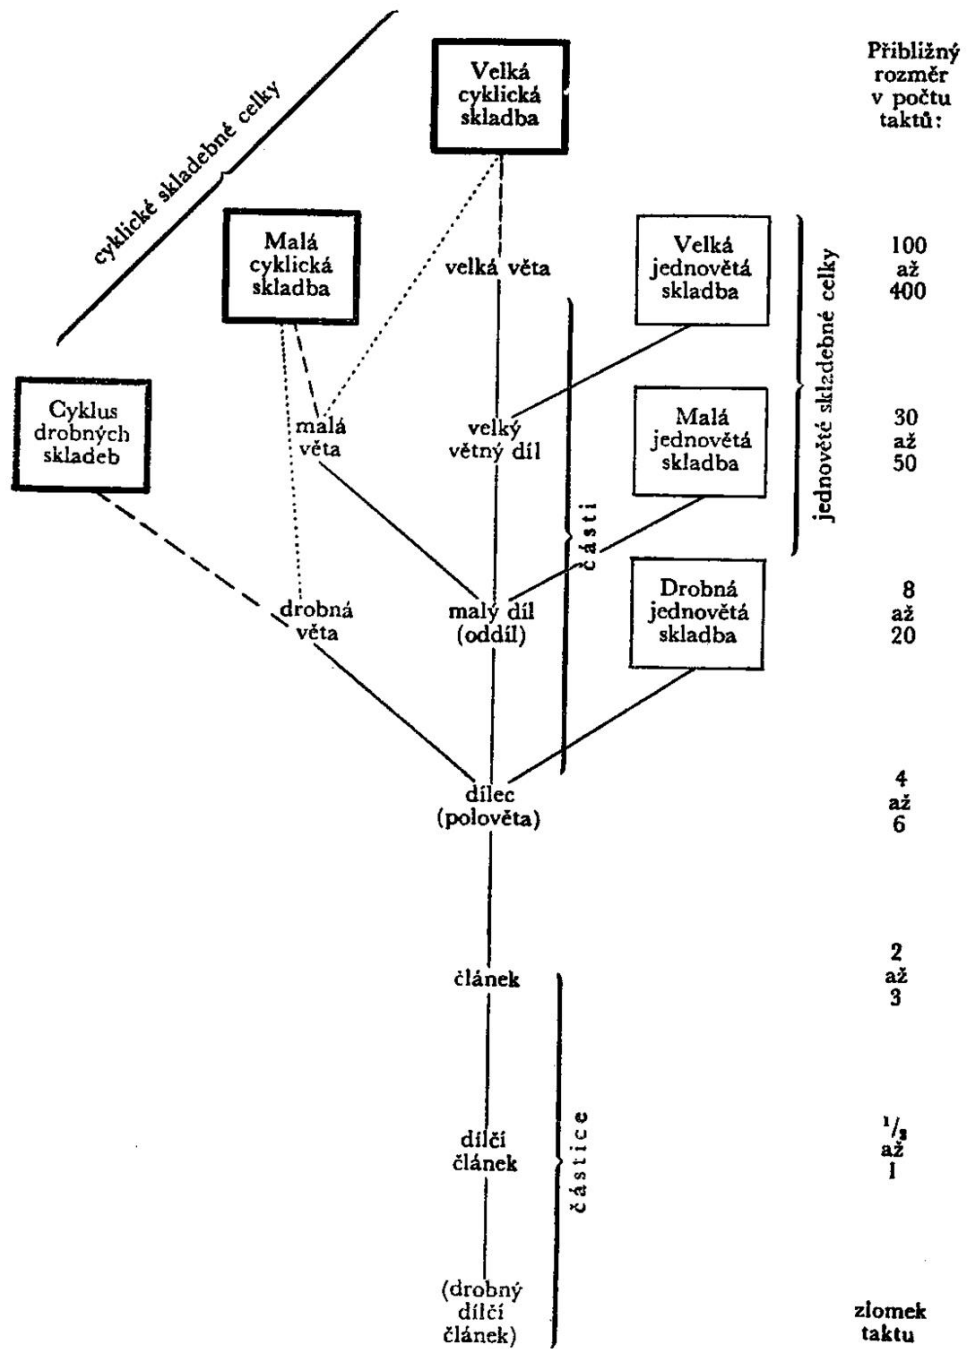 Přibližný
rozměr
v počtu
taktů:
Velká
cyklická
skladba
cyklické skladebné celky
Malá
cyklická
skladba
velká věta
Velká
jednovětá
skladba
100
až
400
jednověté skladebné celky
Cyklus
drobných
skladeb
malá
věta
velký
větný díl
Malá
jednovětá
skladba
30
až
50
části
drobná
věta
malý díl
(oddíl)
Drobná
jednovětá
skladba
8
až
20
dílec
(polověta)
4
až
6
článek
2
až
3
částice
dílčí
článek
až
1
(drobný
dílčí
článek)
zlomek
taktu